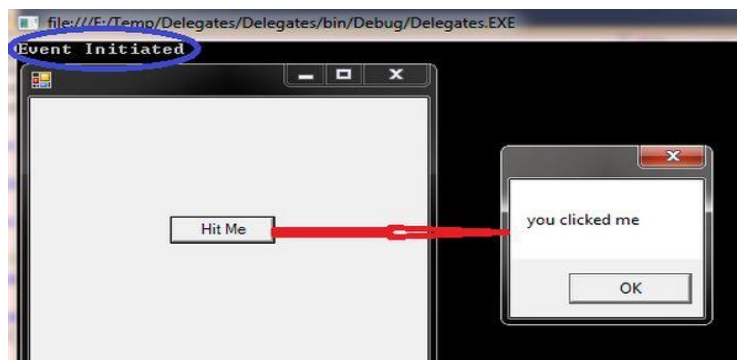 file:///E:/Temp/Delegates/Delegates/bin/Debug/Delegates.EXE
Event Initiated
Hit Me
you clicked me
OK